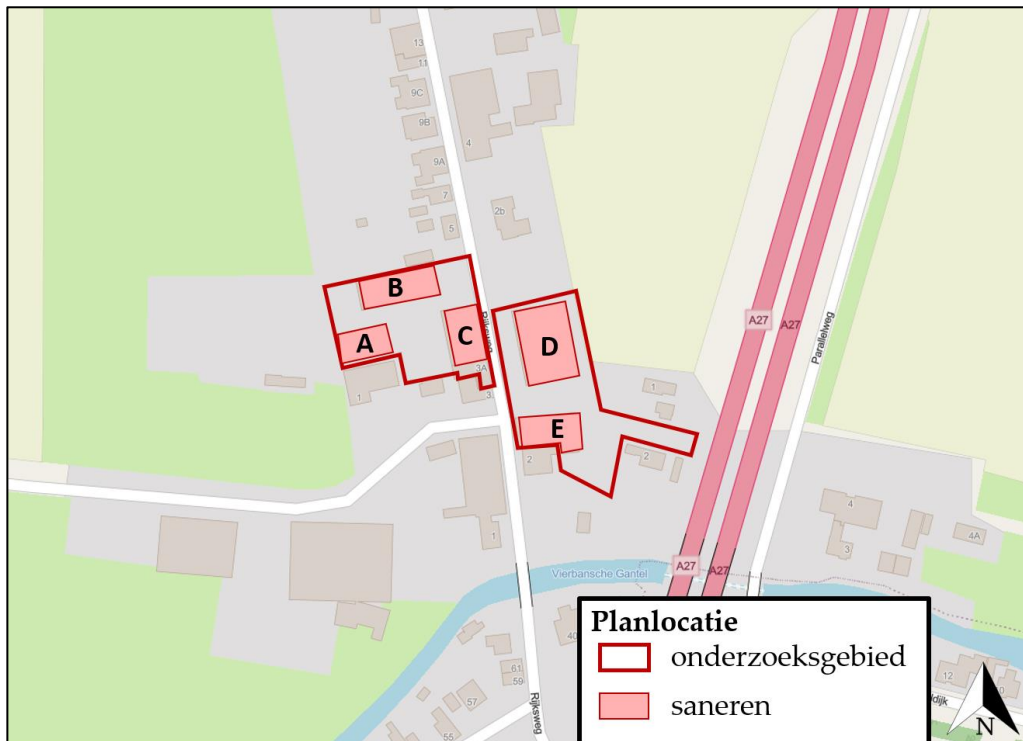 13
11
9C
9B
4
9A
7
2b
5
B
A27
A27
Rijksweg
C
D
A
Parallelweg
3A
3
1
1
E
2
2
4
1
3
4A
Vierbansche Gantel
A27
A27
40
61
59
57
55
Rijksweg
12
Planlocatie
onderzoeksgebied
saneren
N